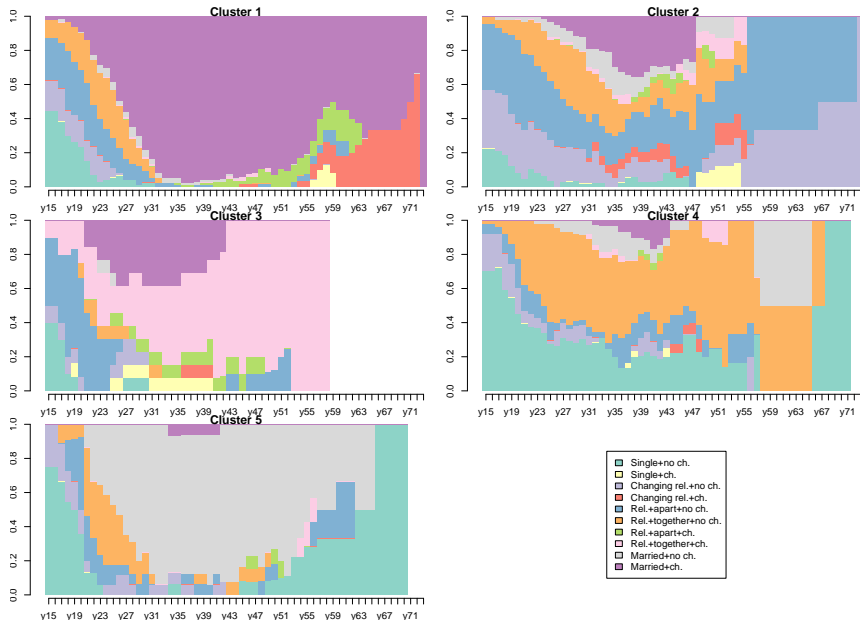 Cluster 1
1.0
0.8
0.6
0.4
0.2
0.0
y15 y19 y23 y27 y31 y35 y39 y43 y47 y51 y55 y59 y63 y67 y71
Cluster 2
1.0
0.8
0.6
0.4
0.2
0.0
y15 y19 y23 y27 y31 y35 y39 y43 y47 y51 y55 y59 y63 y67 y71
Cluster 3
1.0
0.8
0.6
0.4
0.2
0.0
y15 y19 y23 y27 y31 y35 y39 y43 y47 y51 y55 y59 y63 y67 y71
Cluster 4
1.0
0.8
0.6
0.4
0.2
0.0
y15 y19 y23 y27 y31 y35 y39 y43 y47 y51 y55 y59 y63 y67 y71
Cluster 5
1.0
0.8
0.6
0.4
0.2
0.0
y15 y19 y23 y27 y31 y35 y39 y43 y47 y51 y55 y59 y63 y67 y71
Single+no ch.
Single+ch.
Changing rel.+no ch.
Changing rel.+ch.
Rel.+apart+no ch.
Rel.+together+no ch.
Rel.+apart+ch.
Rel.+together+ch.
Married+no ch.
Married+ch.